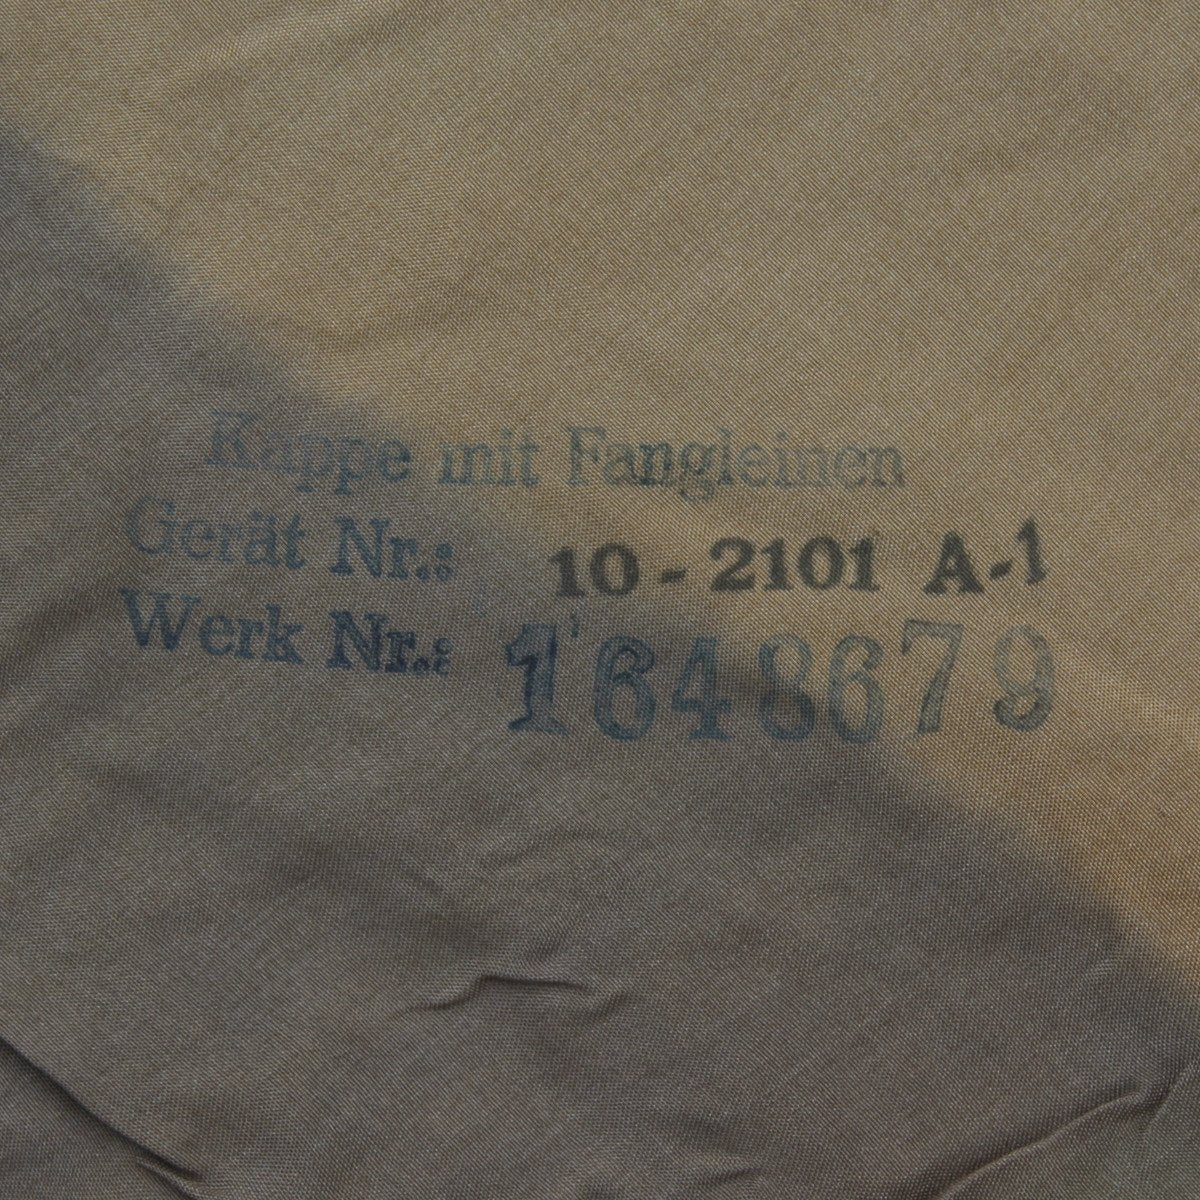 Kappe mit Fangleinen
Gerät Nr.: 10-2101 A-1
Werk Nr.: 1648679